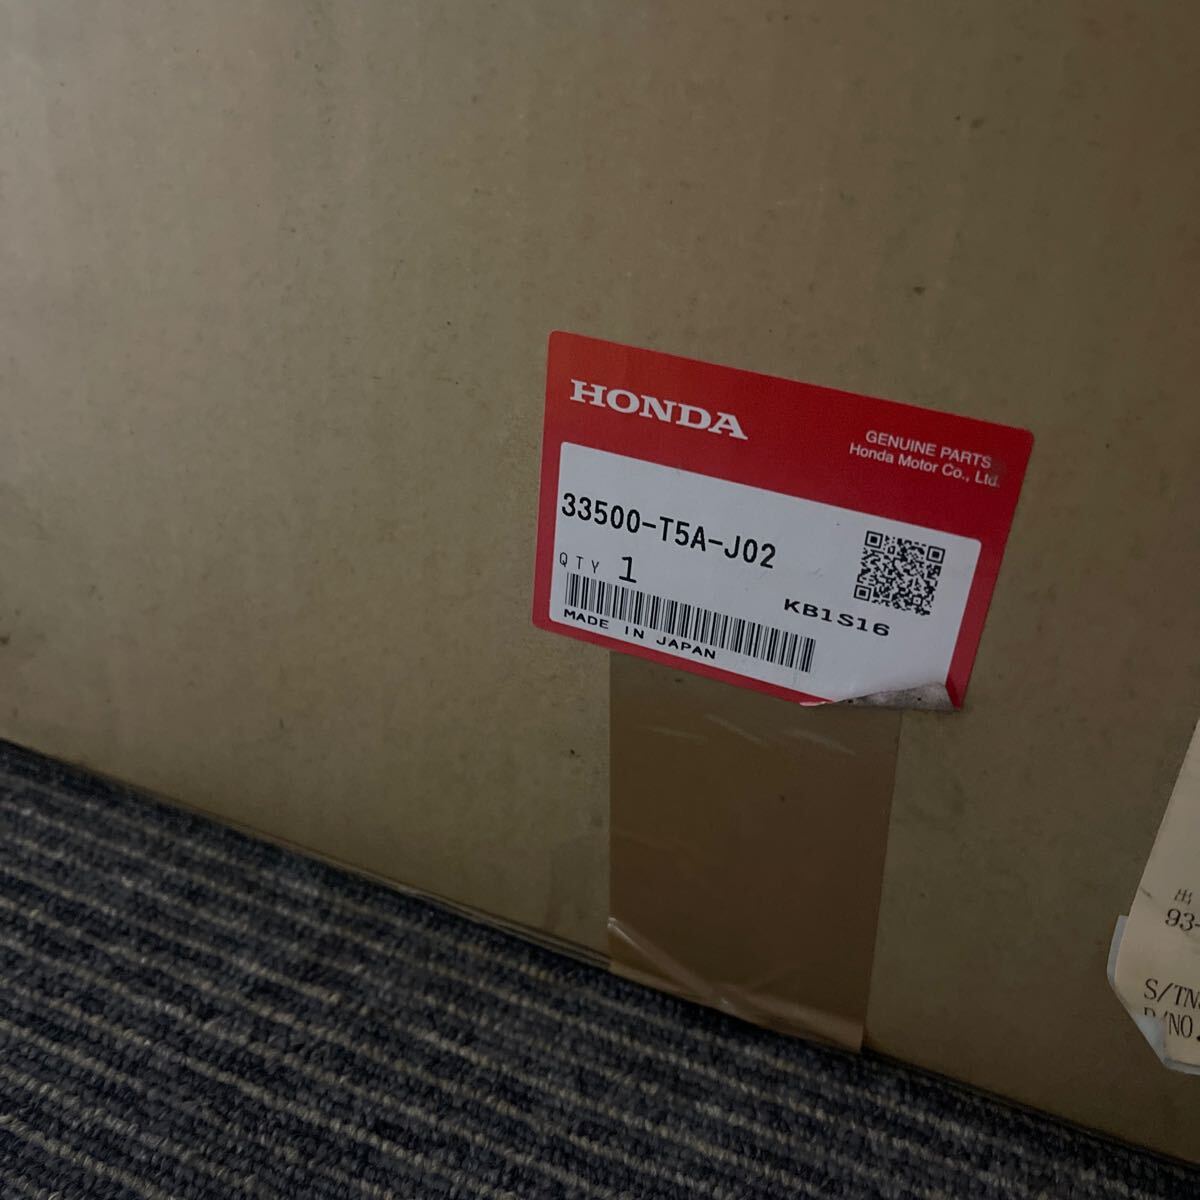 HONDA
GENUINE PARTS
Honda Motor Co., Ltd.
33500-T5A-J02
QTY 1
KB1S16
MADE IN JAPAN
出
93-
S/TN
/NO.